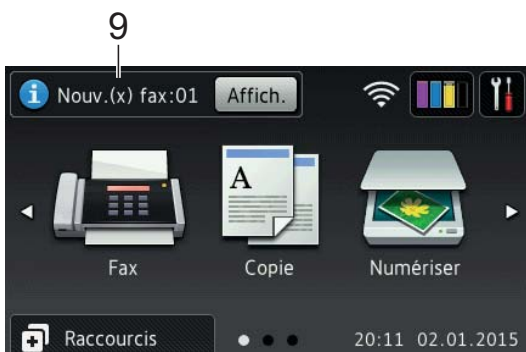 9
Nouv.(x) fax:01 Affich.
A
Fax Copie Numériser
Raccourcis 20:11 02.01.2015